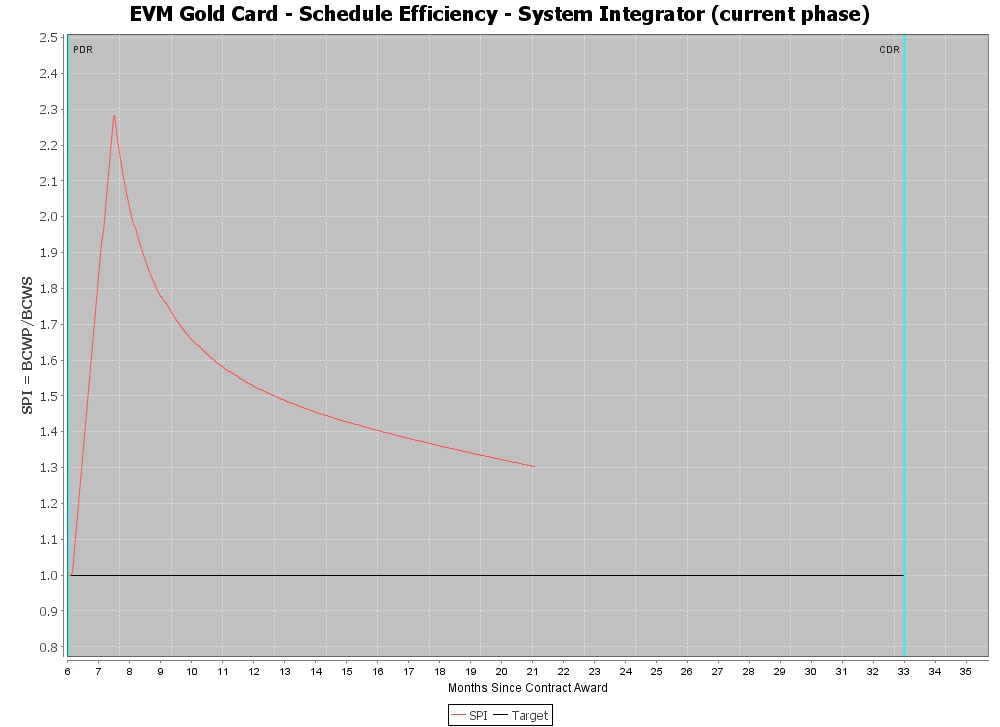 EVM Gold Card - Schedule Efficiency - System Integrator (current phase)
2.5
2.4
2.3
2.2
2.1
2.0
1.9
1.8
1.7
1.6
1.5
1.4
1.3
1.2
1.1
1.0
0.9
0.8
SPI = BCWP/BCWS
PDR
CDR
6 7 8 9 10 11 12 13 14 15 16 17 18 19 20 21 22 23 24 25 26 27 28 29 30 31 32 33 34 35
Months Since Contract Award
SPI Target